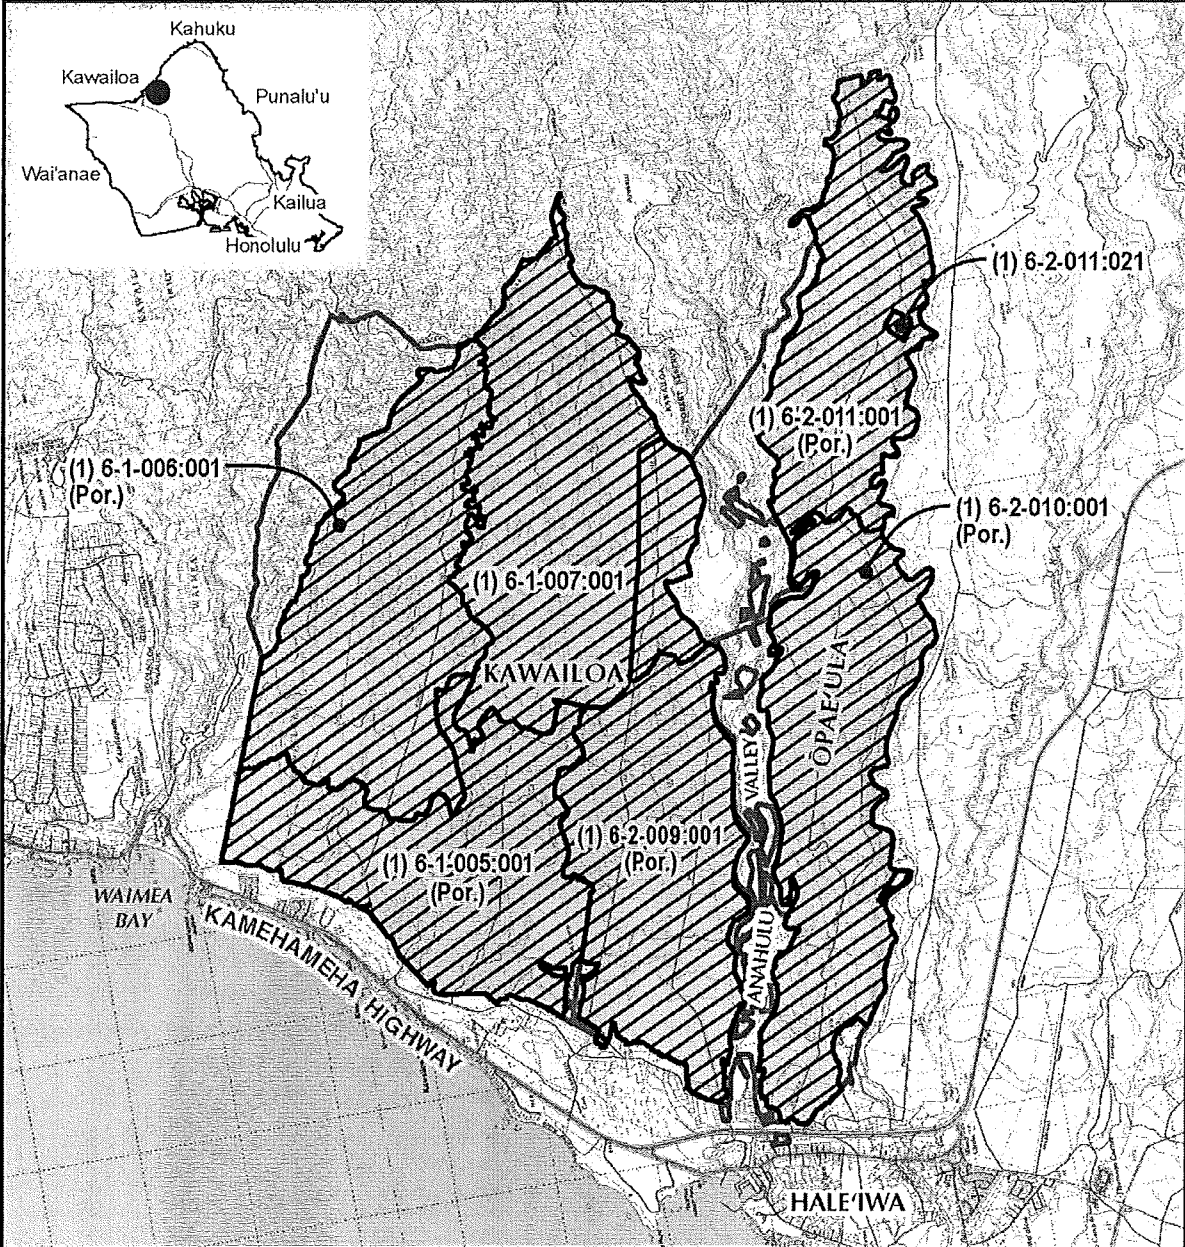 Kahuku
Kawailoa
Punalu'u
Wai'anae
Kailua
Honolulu
(1) 6-2-011:021
(1) 6-2-011:001
(Por.)
(1) 6-1-006:001
(Por.)
(1) 6-2-010:001
(Por.)
(1) 6-1-007:001
KAWAILOA
OPAE'ULA
VALLEY
(1) 6-2-009:001
(Por.)
(1) 6-1-005:001
(Por.)
WAIMEA
BAY
ANAHULU
KAMEHAMEHA HIGHWAY
HALE'IWA